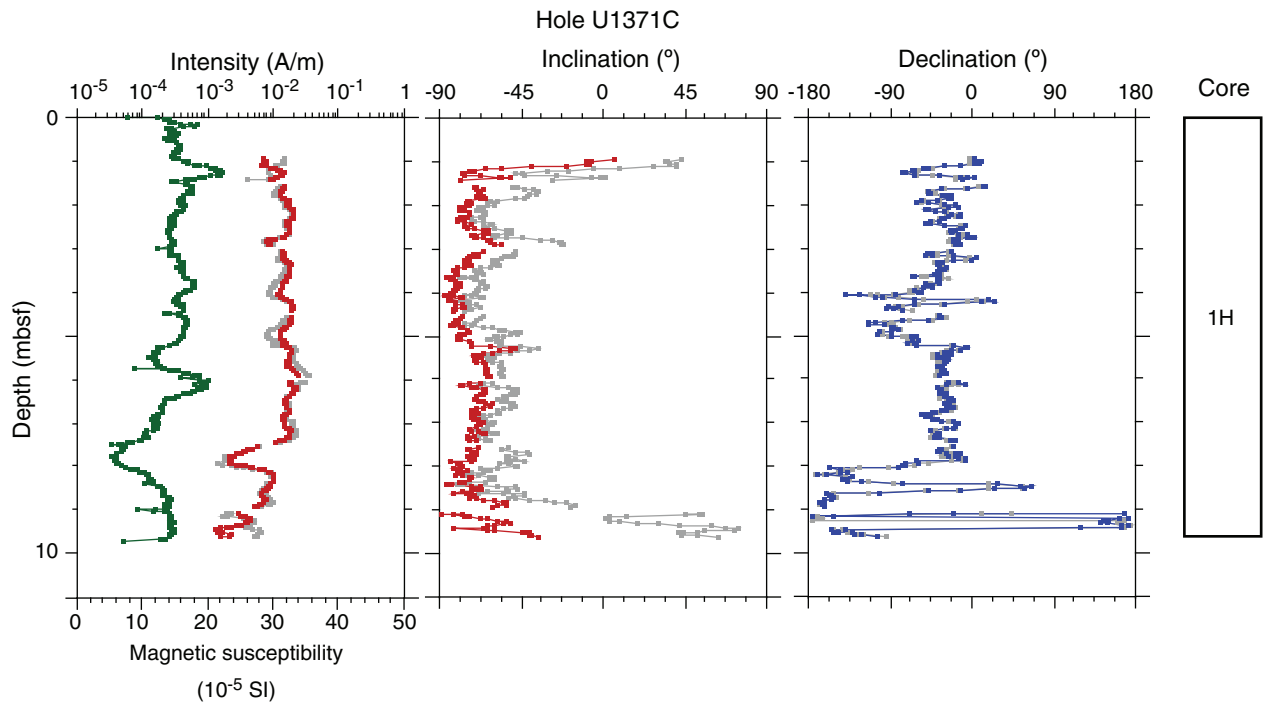 Hole U1371C
Intensity (A/m) Inclination (º) Declination (º) Core
10-5 10-4 10-3 10-2 10-1 1 -90 -45 0 45 90 -180 -90 0 90 180
0
1H
Depth (mbsf)
10
0 10 20 30 40 50
Magnetic susceptibility
(10-5 SI)